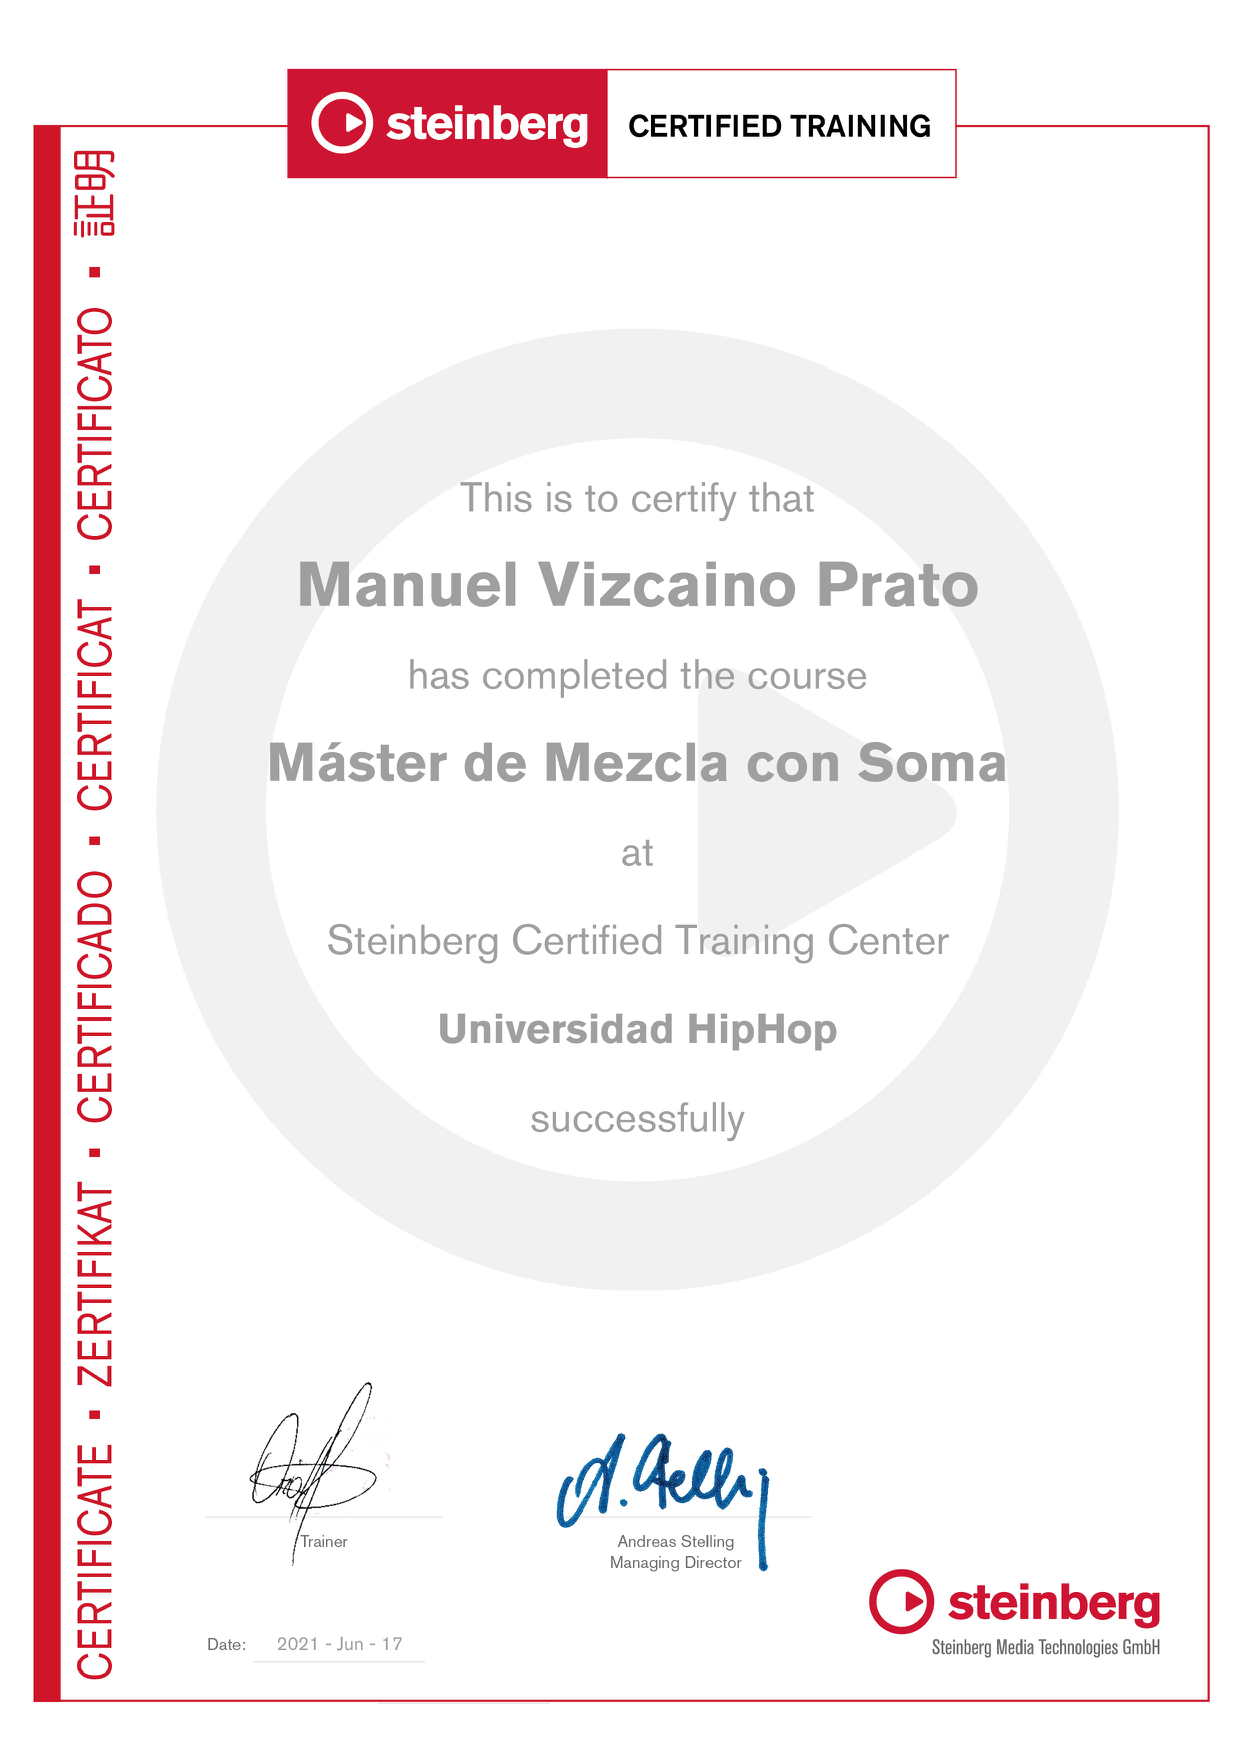 steinberg CERTIFIED TRAINING
CERTIFICATE ▪ ZERTIFIKAT ▪ CERTIFICADO ▪ CERTIFICAT ▪ CERTIFICATO ▪ 証明
This is to certify that
Manuel Vizcaino Prato
has completed the course
Máster de Mezcla con Soma
at
Steinberg Certified Training Center
Universidad HipHop
successfully
Trainer
Andreas Stelling
Managing Director
Date: 2021 - Jun - 17
steinberg
Steinberg Media Technologies GmbH